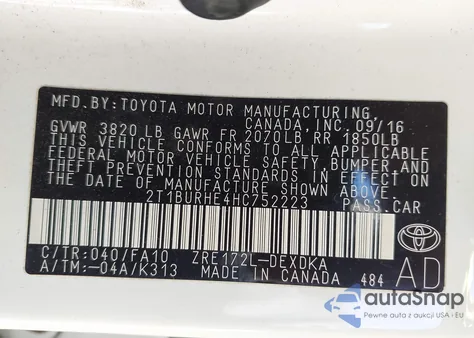 MFD.BY:TOYOTA MOTOR MANUFACTURING,
CANADA,INC.09/16
GVWR 3820 LB GAWR FR 2070LB RR 1850LB
THIS VEHICLE CONFORMS TO ALL APPLICABLE
FEDERAL MOTOR VEHICLE SAFETY,BUMPER,AND
THEFT PREVENTION STANDARDS IN EFFECT ON
THE DATE OF MANUFACTURE SHOWN ABOVE.
2T1BURHE4HC752223 PASS.CAR
C/TR:040/FA10 ZRE172L-DEXDKA
A/TM:-04A/K313 MADE IN CANADA 484 AD
autoSnap
Pewne auta z aukcji USA i EU